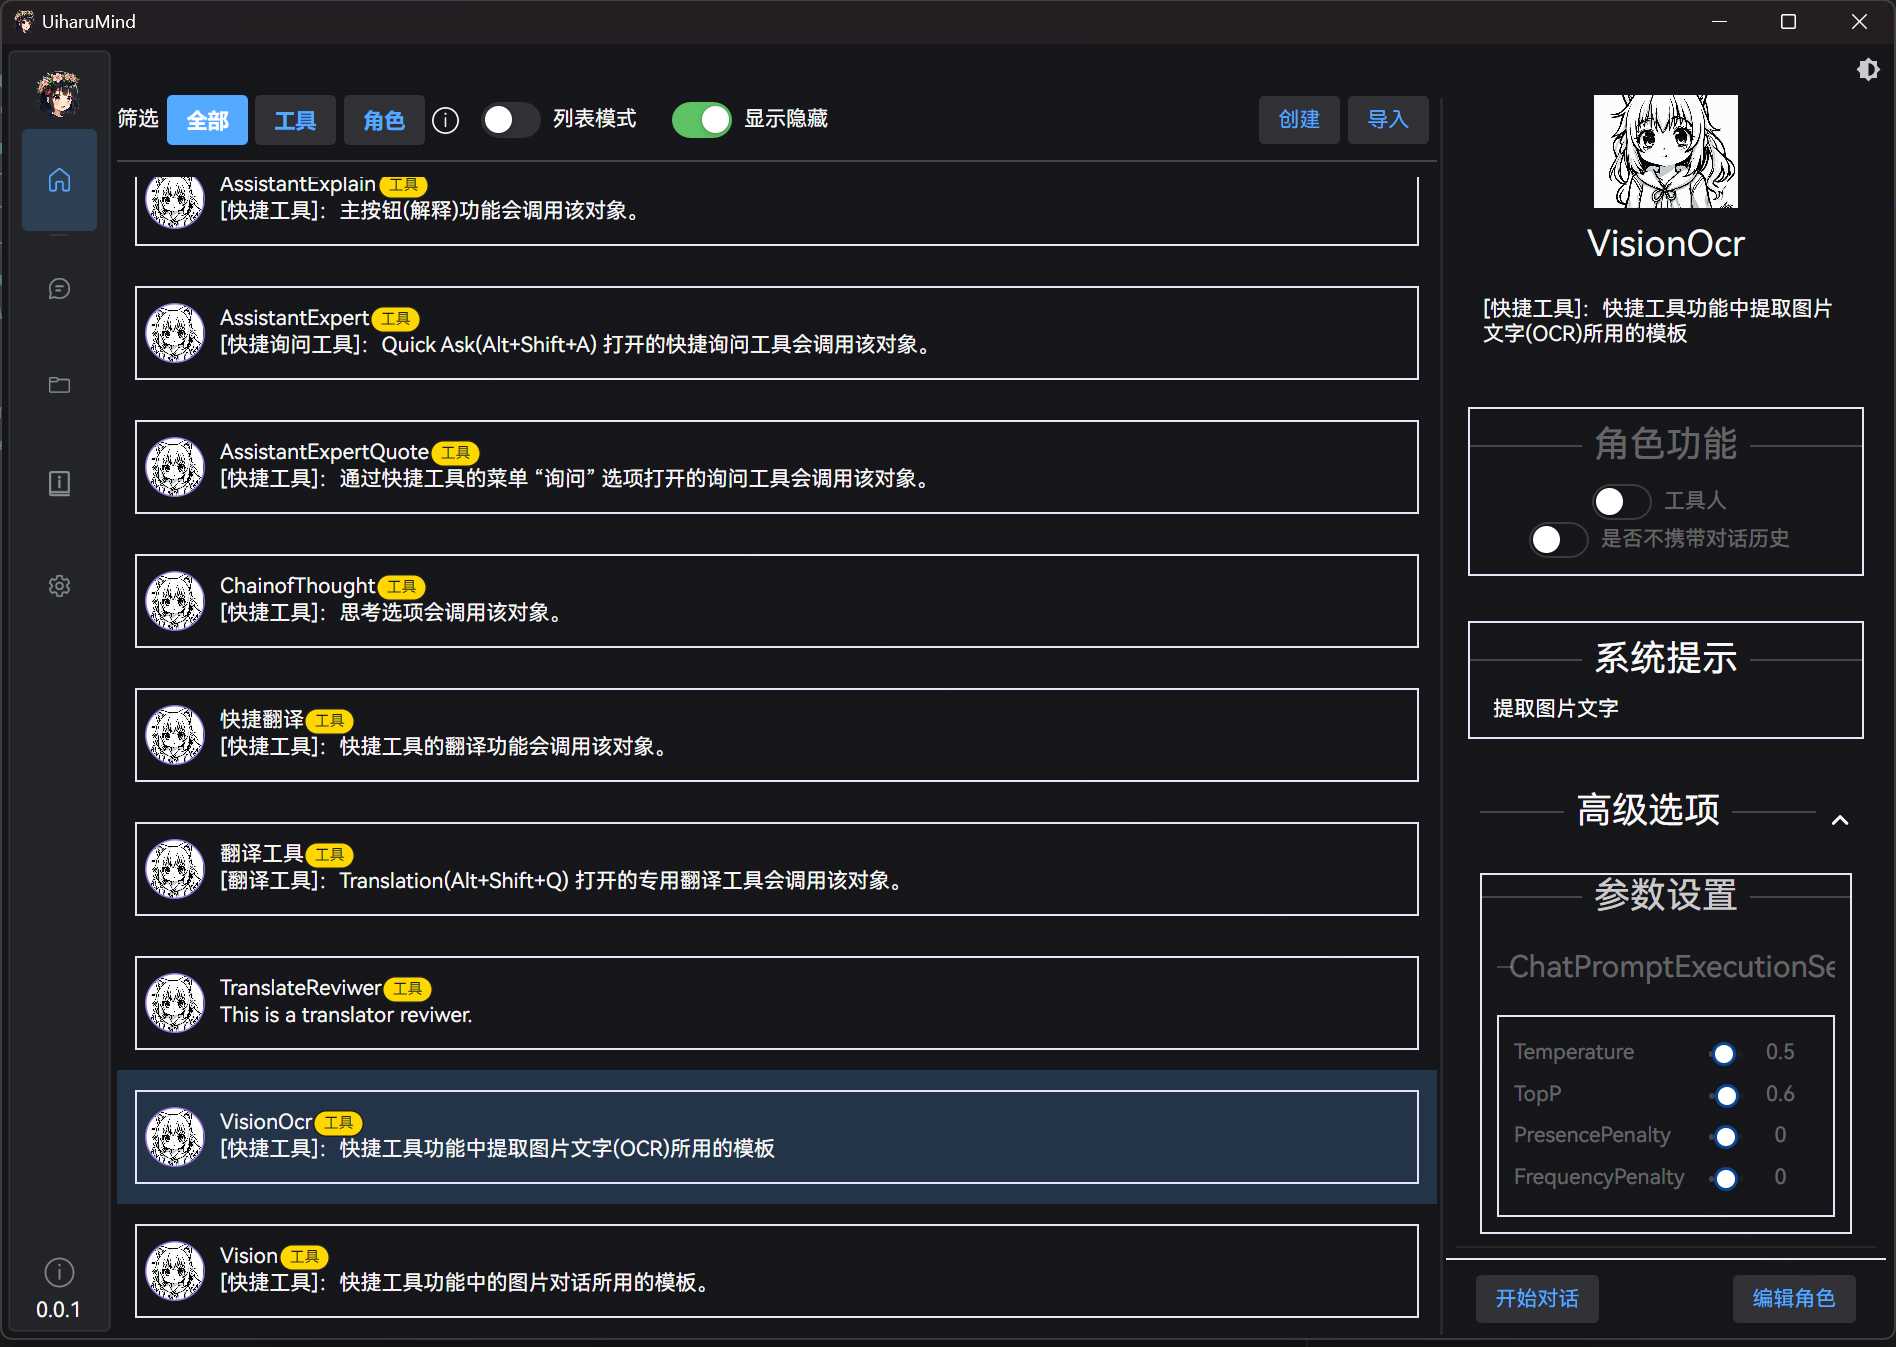 UiharuMind
筛选
全部
工具
角色
列表模式
显示隐藏
创建
导入
AssistantExplain 工具
[快捷工具]：主按钮(解释)功能会调用该对象。
AssistantExpert 工具
[快捷询问工具]：Quick Ask(Alt+Shift+A) 打开的快捷询问工具会调用该对象。
AssistantExpertQuote 工具
[快捷工具]：通过快捷工具的菜单 “询问” 选项打开的询问工具会调用该对象。
ChainofThought 工具
[快捷工具]：思考选项会调用该对象。
快捷翻译 工具
[快捷工具]：快捷工具的翻译功能会调用该对象。
翻译工具 工具
[翻译工具]：Translation(Alt+Shift+Q) 打开的专用翻译工具会调用该对象。
TranslateReviwer 工具
This is a translator reviwer.
VisionOcr 工具
[快捷工具]：快捷工具功能中提取图片文字(OCR)所用的模板
Vision 工具
[快捷工具]：快捷工具功能中的图片对话所用的模板。
0.0.1
VisionOcr
[快捷工具]：快捷工具功能中提取图片
文字(OCR)所用的模板
角色功能
工具人
是否不携带对话历史
系统提示
提取图片文字
高级选项
参数设置
ChatPromptExecutionSe
Temperature 0.5
TopP 0.6
PresencePenalty 0
FrequencyPenalty 0
开始对话
编辑角色